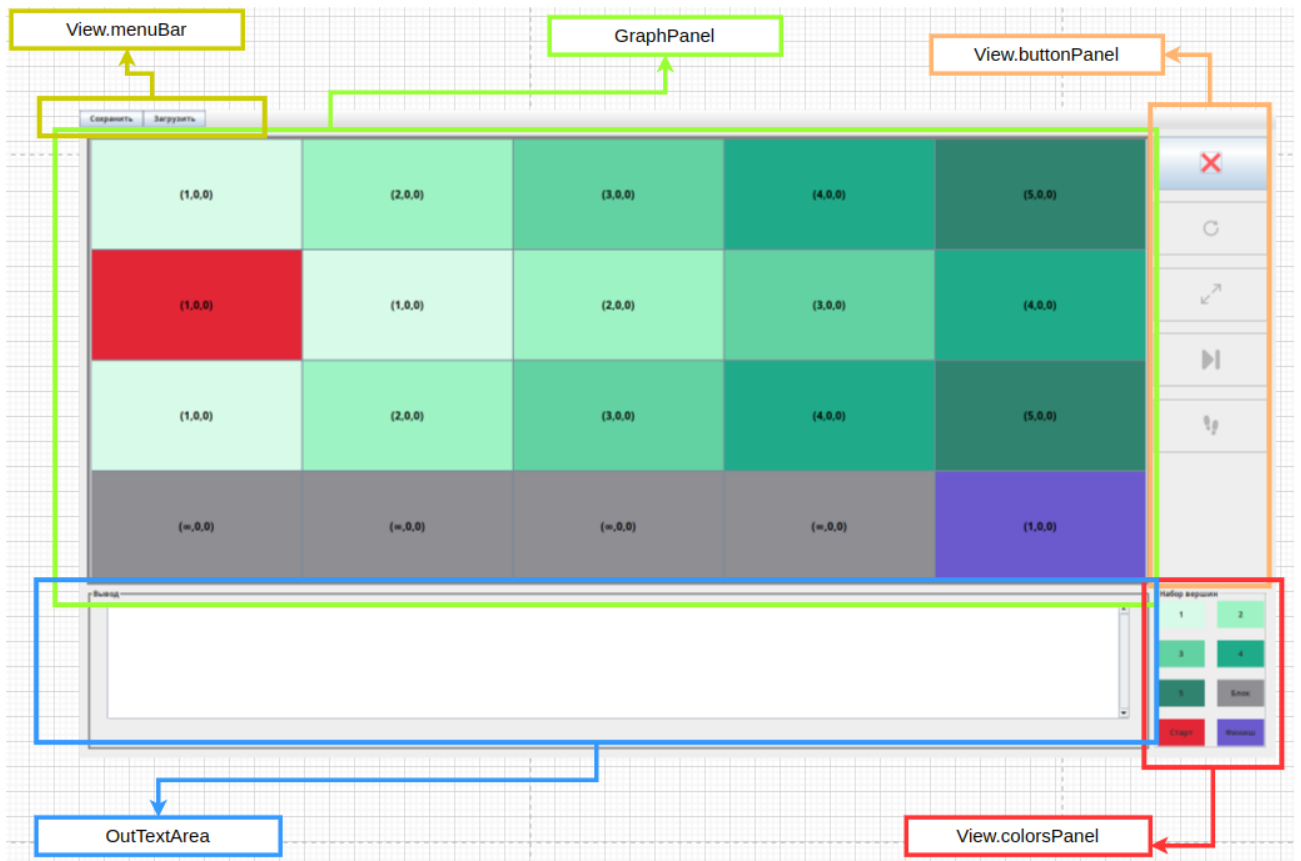 View.menuBar
GraphPanel
View.buttonPanel
Сохранить Загрузить
(1,0,0) (2,0,0) (3,0,0) (4,0,0) (5,0,0)
(1,0,0) (1,0,0) (2,0,0) (3,0,0) (4,0,0)
(1,0,0) (2,0,0) (3,0,0) (4,0,0) (5,0,0)
(∞,0,0) (∞,0,0) (∞,0,0) (∞,0,0) (1,0,0)
Вывод
Набор вершин
1 2
3 4
5 Блок
Старт Финиш
OutTextArea
View.colorsPanel